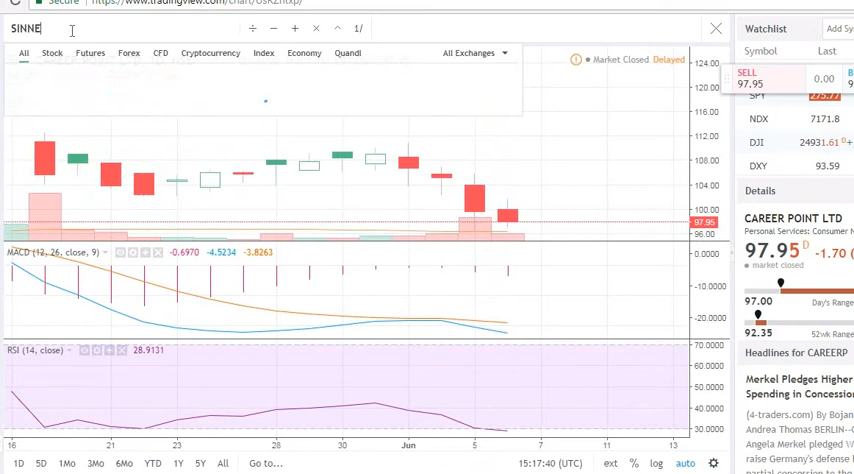 Secure https://www.tradingview.com/chart/UsRZntxp/
SINNE
÷ − + × ^ 1/
All Stock Futures Forex CFD Cryptocurrency Index Economy Quandl All Exchanges
Market Closed Delayed
124.00
120.00
116.00
112.00
108.00
104.00
100.00
97.95
96.00
MACD (12, 26, close, 9) -0.6970 -4.5234 -3.8263
0.0000
-10.0000
-20.0000
RSI (14, close) 28.9131
70.0000
60.0000
50.0000
40.0000
30.0000
16 21 23 28 30 Jun 5 7 11 13
1D 5D 1Mo 3Mo 6Mo YTD 1Y 5Y All Go to... 15:17:40 (UTC) ext % log auto
Watchlist Add Sy
Symbol Last
SELL
97.95 0.00 B
SPY 275.77
NDX 7171.8
DJI 24931.61 D
DXY 93.59
Details
CAREER POINT LTD
Personal Services: Consumer N
97.95 D -1.70
market closed
97.00 Day's Range
92.35 52wk Range
Headlines for CAREERP
Merkel Pledges Higher
Spending in Concession
(4-traders.com) By Bojan
Andrea Thomas BERLIN--G
Angela Merkel pledged W
raise Germany's defense b